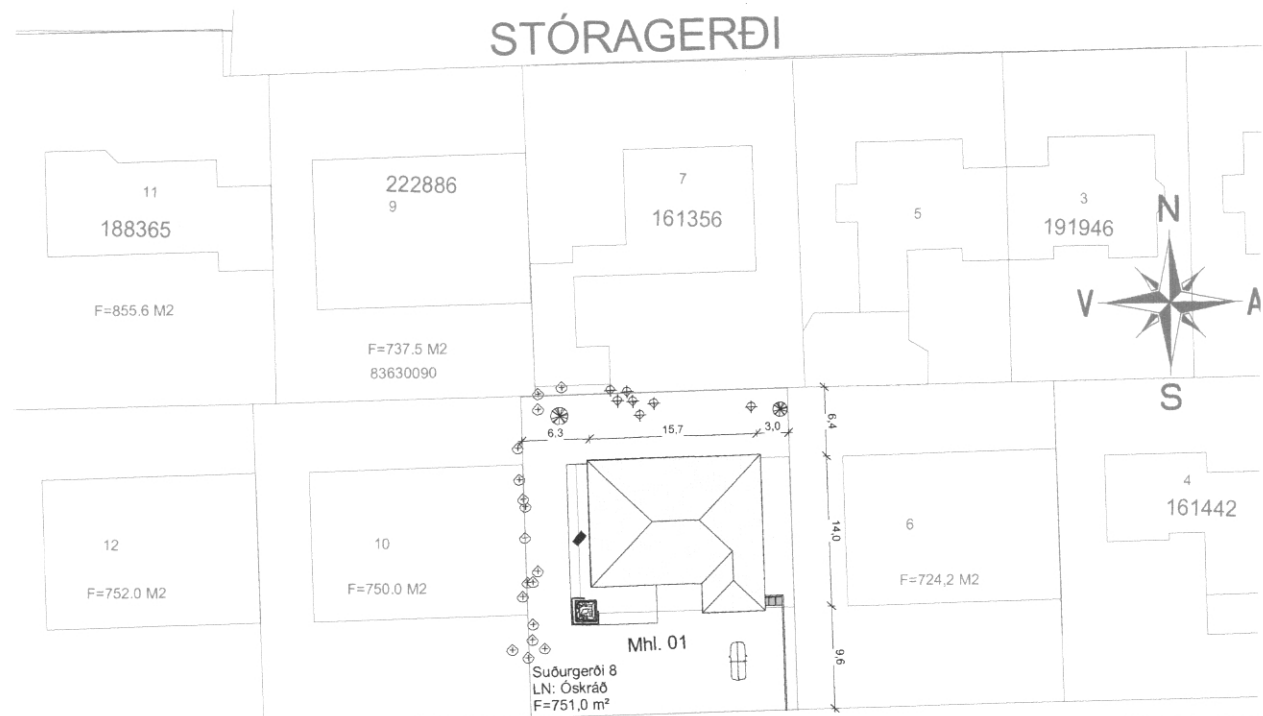 STÓRAGERÐI
11
188365
F=855.6 M2
222886
9
F=737.5 M2
83630090
7
161356
5
3
191946
N
V
A
S
6,3
15,7
3,0
6,4
14,0
9,6
12
F=752.0 M2
10
F=750.0 M2
6
F=724,2 M2
4
161442
Mhl. 01
Suðurgerði 8
LN: Óskráð
F=751,0 m²